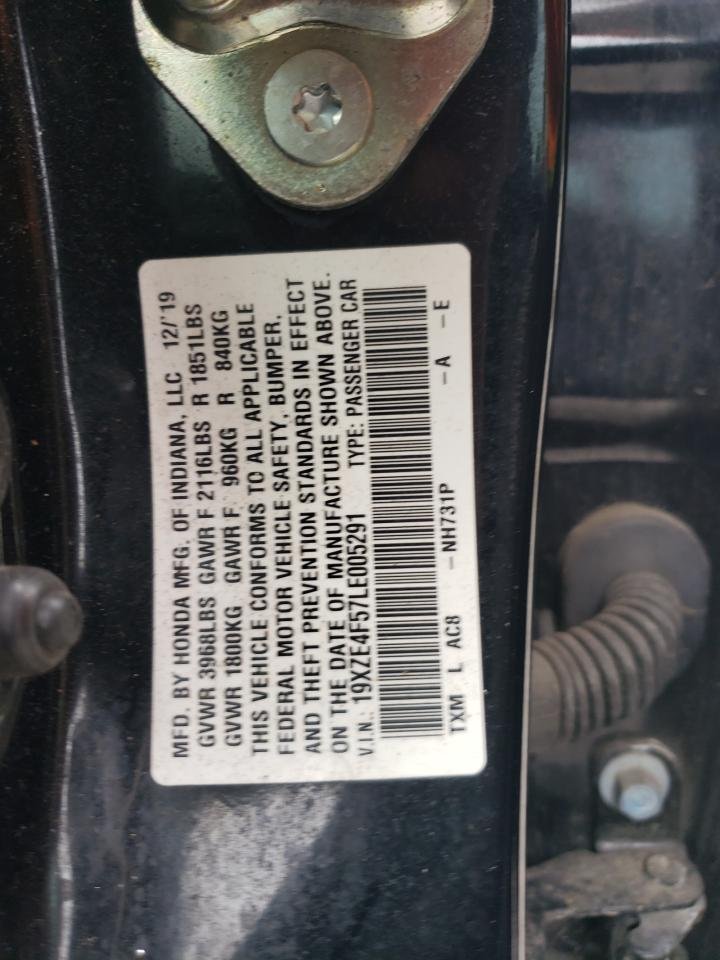 MFD. BY HONDA MFG. OF INDIANA, LLC 12/'19
GVWR 3968LBS GAWR F 2116LBS R 1851LBS
GVWR 1800KG GAWR F 960KG R 840KG
THIS VEHICLE CONFORMS TO ALL APPLICABLE
FEDERAL MOTOR VEHICLE SAFETY, BUMPER,
AND THEFT PREVENTION STANDARDS IN EFFECT
ON THE DATE OF MANUFACTURE SHOWN ABOVE.
V.I.N.: 19XZE4F57LE005291 TYPE: PASSENGER CAR
TXM L AC8 -NH731P -A -E